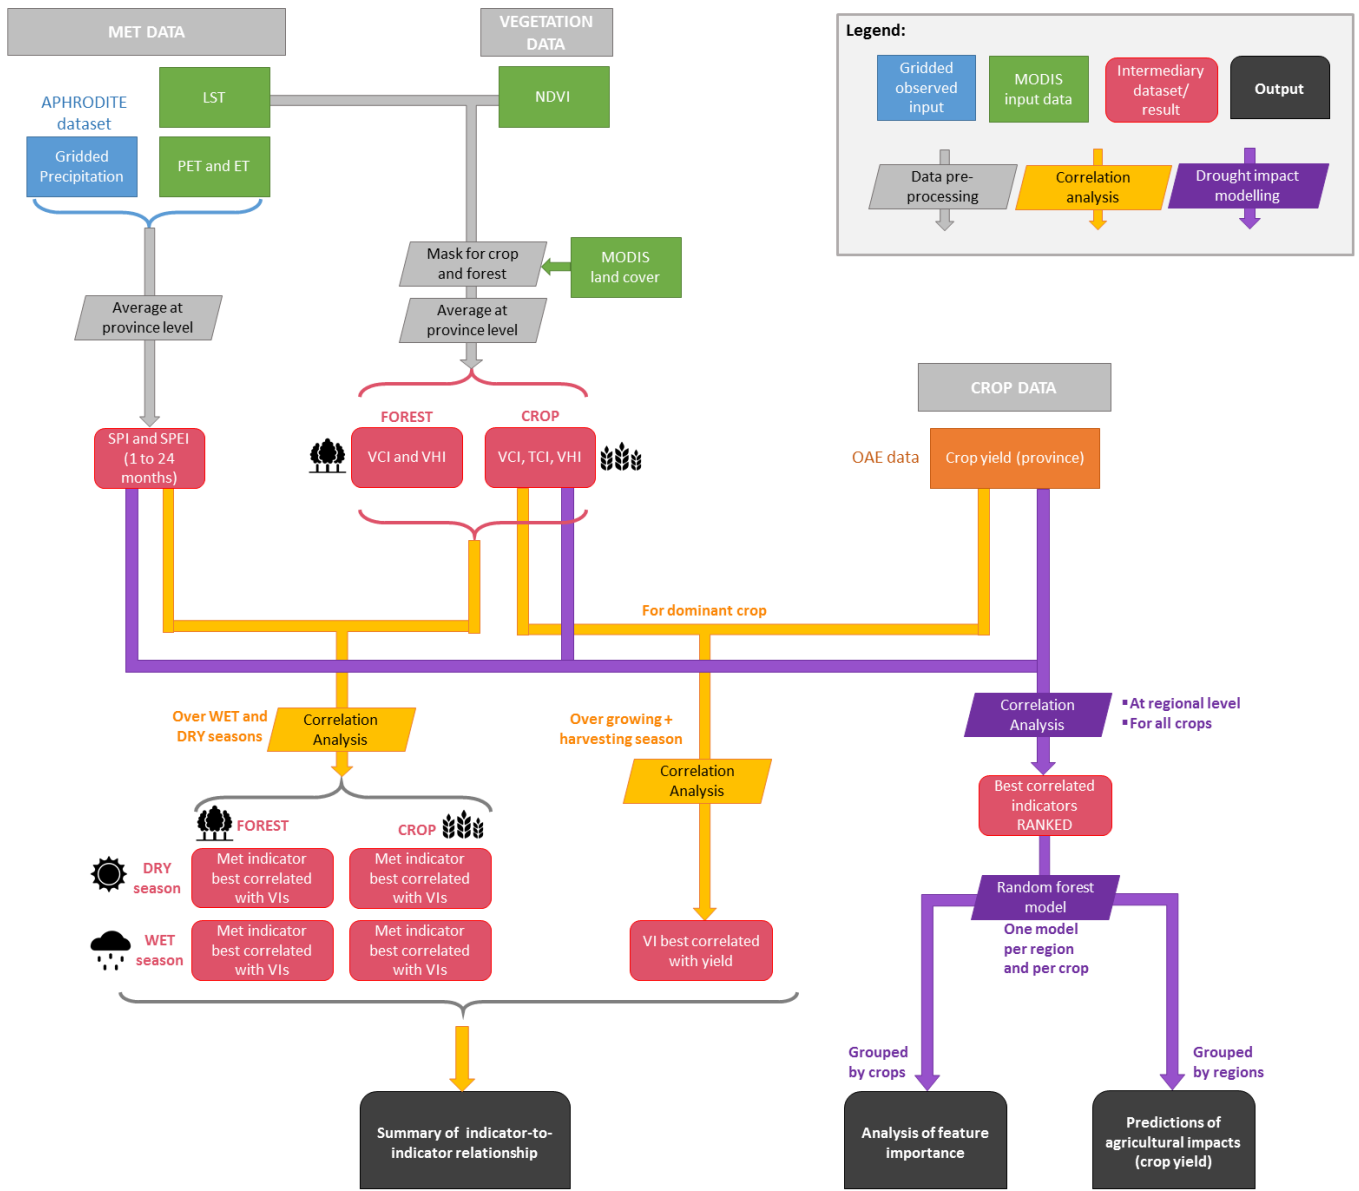 MET DATA
VEGETATION
DATA
Legend:
Gridded
observed
input
MODIS
input data
Intermediary
dataset/
result
Output
Data pre-
processing
Correlation
analysis
Drought impact
modelling
APHRODITE
dataset
LST
NDVI
Gridded
Precipitation
PET and ET
Mask for crop
and forest
MODIS
land cover
Average at
province level
Average at
province level
CROP DATA
FOREST
CROP
SPI and SPEI
(1 to 24
months)
VCI and VHI
VCI, TCI, VHI
OAE data
Crop yield (province)
For dominant crop
Over WET and
DRY seasons
Correlation
Analysis
Over growing +
harvesting season
Correlation
Analysis
Correlation
Analysis
▪At regional level
▪For all crops
Best correlated
indicators
RANKED
FOREST
CROP
DRY
season
Met indicator
best correlated
with VIs
Met indicator
best correlated
with VIs
WET
season
Met indicator
best correlated
with VIs
Met indicator
best correlated
with VIs
VI best correlated
with yield
Random forest
model
One model
per region
and per crop
Grouped
by crops
Grouped
by regions
Summary of indicator-to-
indicator relationship
Analysis of feature
importance
Predictions of
agricultural impacts
(crop yield)